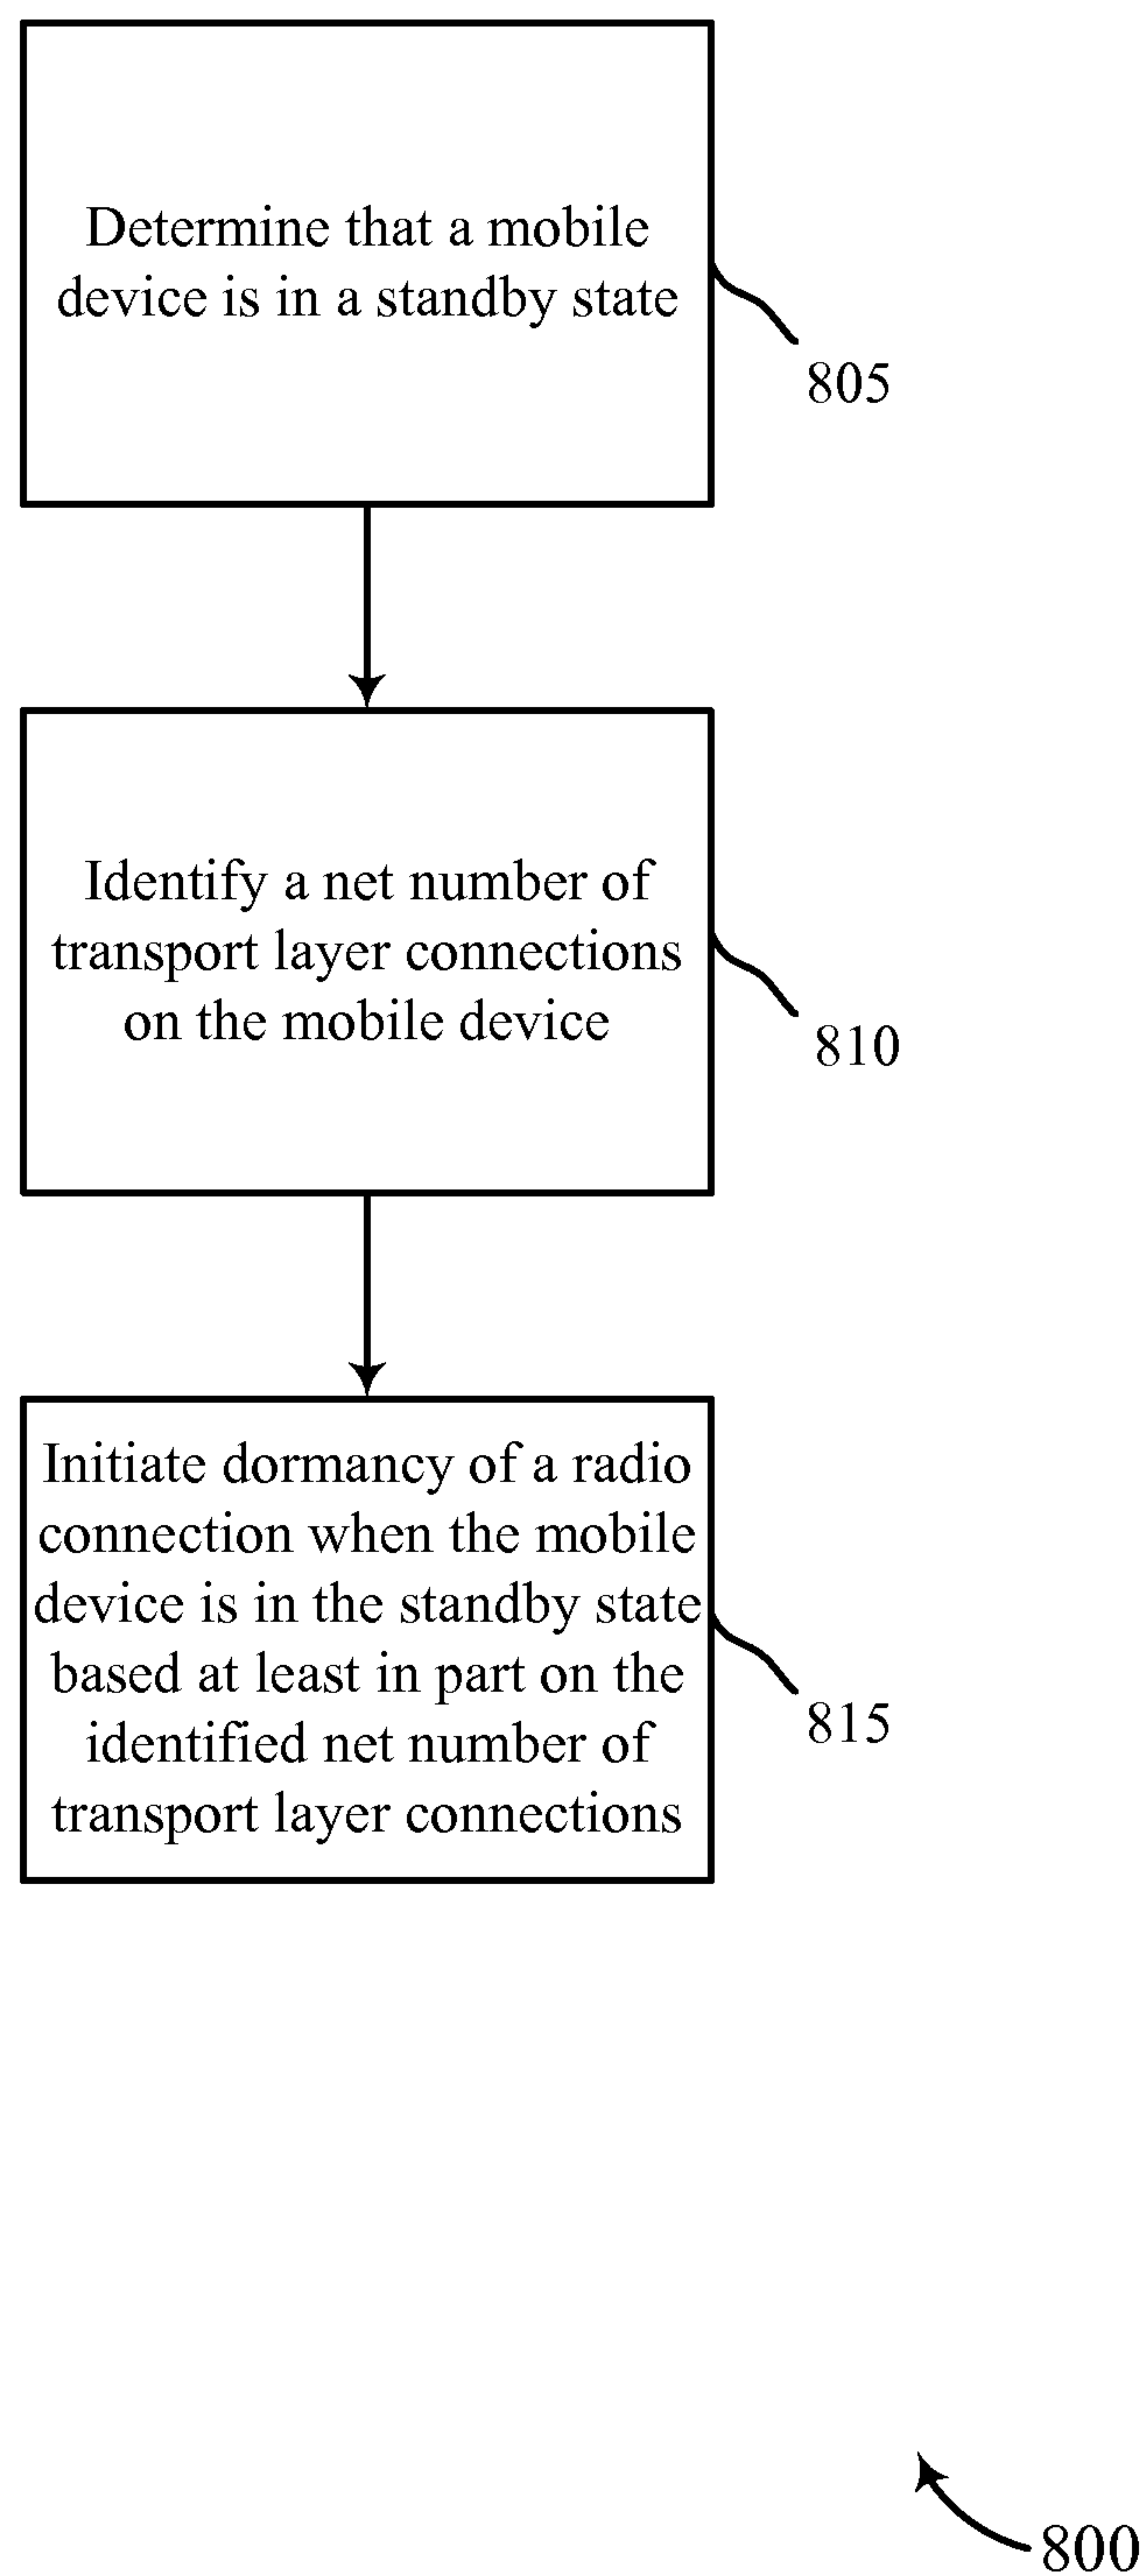 Determine that a mobile
device is in a standby state
805
Identify a net number of
transport layer connections
on the mobile device
810
Initiate dormancy of a radio
connection when the mobile
device is in the standby state
based at least in part on the
identified net number of
transport layer connections
815
800